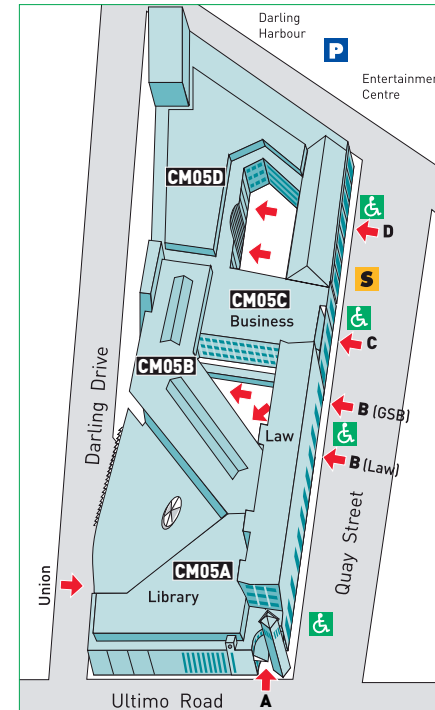 Darling
Harbour
P
Entertainmen
Centre
CM05D
D
S
CM05C
Business
C
CM05B
B (GSB)
Law
B (Law)
Darling Drive
Quay Street
CM05A
Library
Union
Ultimo Road
A